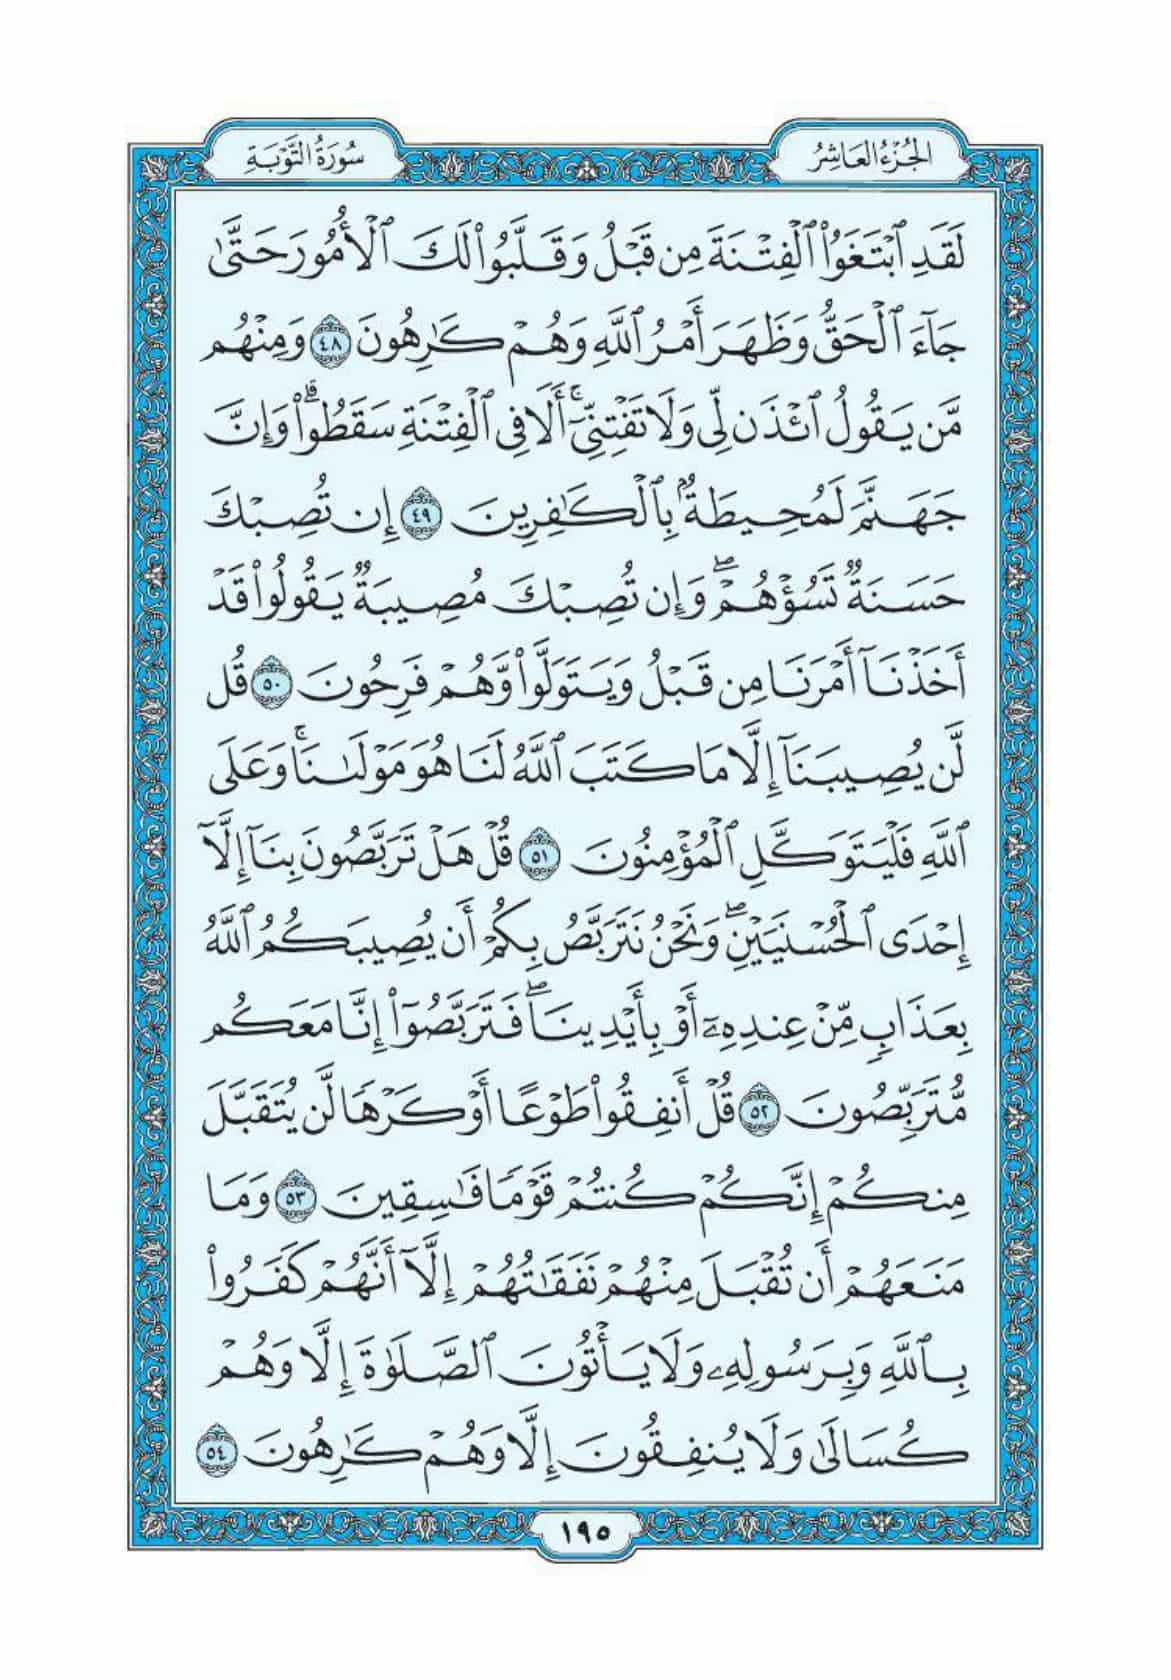 الجُزْءُ العَاشِرُ
سُورَةُ التَّوْبَةِ
لَقَدِ ٱبْتَغَوُاْ ٱلْفِتْنَةَ مِن قَبْلُ وَقَلَّبُواْ لَكَ ٱلْأُمُورَ حَتَّىٰ
جَآءَ ٱلْحَقُّ وَظَهَرَ أَمْرُ ٱللَّهِ وَهُمْ كَٰرِهُونَ ٤٨ وَمِنْهُم
مَّن يَقُولُ ٱئْذَن لِّي وَلَا تَفْتِنِّيٓۚ أَلَا فِي ٱلْفِتْنَةِ سَقَطُواْۗ وَإِنَّ
جَهَنَّمَ لَمُحِيطَةُۢ بِٱلْكَٰفِرِينَ ٤٩ إِن تُصِبْكَ
حَسَنَةٌ تَسُؤْهُمْۖ وَإِن تُصِبْكَ مُصِيبَةٌ يَقُولُواْ قَدْ
أَخَذْنَآ أَمْرَنَا مِن قَبْلُ وَيَتَوَلَّواْ وَّهُمْ فَرِحُونَ ٥٠ قُل
لَّن يُصِيبَنَآ إِلَّا مَا كَتَبَ ٱللَّهُ لَنَا هُوَ مَوْلَىٰنَاۚ وَعَلَى
ٱللَّهِ فَلْيَتَوَكَّلِ ٱلْمُؤْمِنُونَ ٥١ قُلْ هَلْ تَرَبَّصُونَ بِنَآ إِلَّآ
إِحْدَى ٱلْحُسْنَيَيْنِۖ وَنَحْنُ نَتَرَبَّصُ بِكُمْ أَن يُصِيبَكُمُ ٱللَّهُ
بِعَذَابٍ مِّنْ عِندِهِۦٓ أَوْ بِأَيْدِينَاۖ فَتَرَبَّصُوٓاْ إِنَّا مَعَكُم
مُّتَرَبِّصُونَ ٥٢ قُلْ أَنفِقُواْ طَوْعًا أَوْ كَرْهًا لَّن يُتَقَبَّلَ
مِنكُمْ إِنَّكُمْ كُنتُمْ قَوْمًا فَٰسِقِينَ ٥٣ وَمَا
مَنَعَهُمْ أَن تُقْبَلَ مِنْهُمْ نَفَقَٰتُهُمْ إِلَّآ أَنَّهُمْ كَفَرُواْ
بِٱللَّهِ وَبِرَسُولِهِۦ وَلَا يَأْتُونَ ٱلصَّلَوٰةَ إِلَّا وَهُمْ
كُسَالَىٰ وَلَا يُنفِقُونَ إِلَّا وَهُمْ كَٰرِهُونَ ٥٤
١٩٥